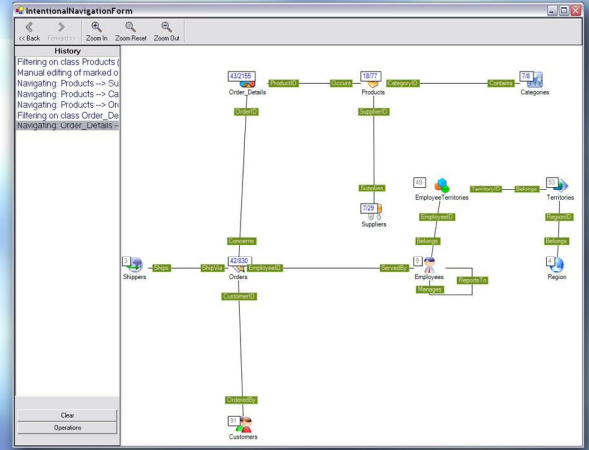 IntentionalNavigationForm
<< Back
Forward >>
Zoom In
Zoom Reset
Zoom Out
History
Filtering on class Products (
Manual editing of marked o
Navigating: Products --> Su
Navigating: Products --> Ca
Navigating: Products --> Ord
Filtering on class Order_De
Navigating: Order_Details --
Clear
Operations
43/2155
Order_Details
ProductID
Occurs
18/77
Products
CategoryID
Contains
7/8
Categories
OrderID
SupplierID
Supplies
7/29
Suppliers
49
EmployeeTerritories
TerritoryID
Belongs
53
Territories
EmployeeID
RegionID
Belongs
Belongs
Concerns
3
Shippers
Ships
ShipVia
42/830
Orders
EmployeeID
ServedBy
9
Employees
ReportsTo
Manages
4
Region
CustomerID
OrderedBy
91
Customers